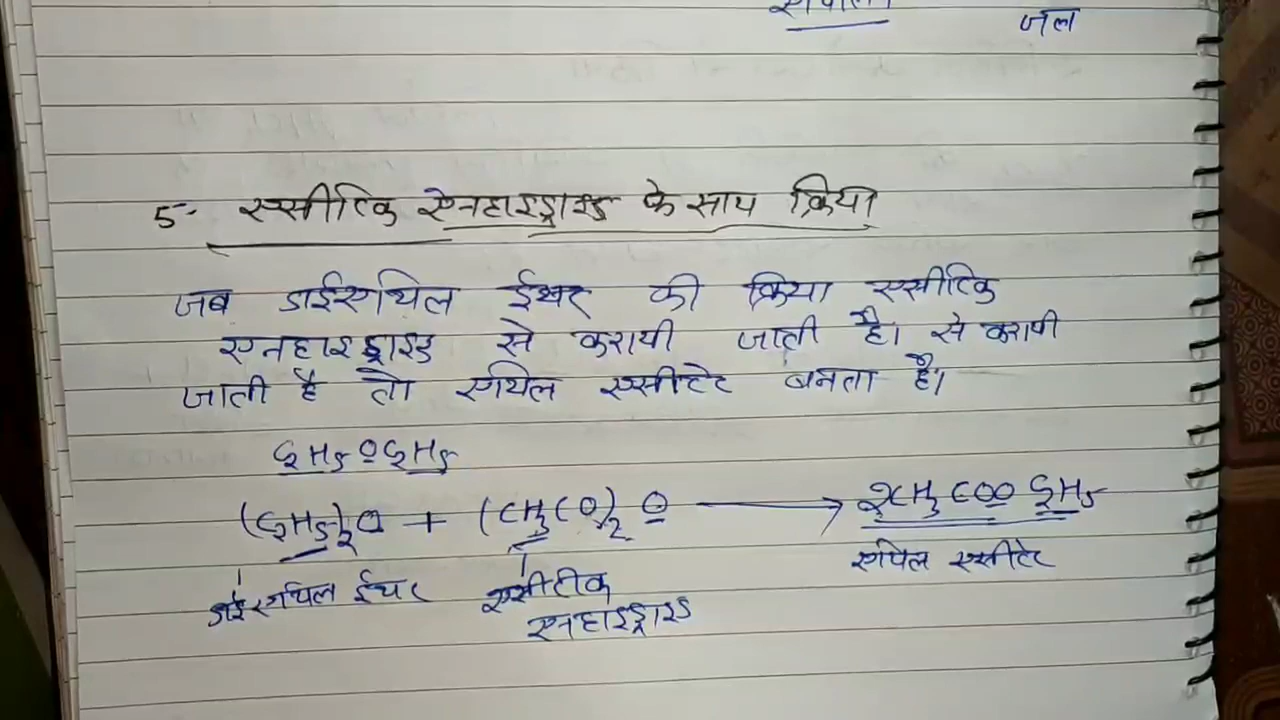 जल
5- एसीटिक ऐनहाइड्राइड के साथ क्रिया
जब डाईएथिल ईथर की क्रिया एसीटिक
एनहाइड्राइड से करायी जाती है। से करायी
जाती है तो एथिल एसीटेट बनता है।
C₂H₅OC₂H₅
(C₂H₅)₂O + (CH₃CO)₂O ⟶ 2CH₃COOC₂H₅
डाईएथिल ईथर एसीटीक एथिल एसीटेट
एनहाइड्राइड